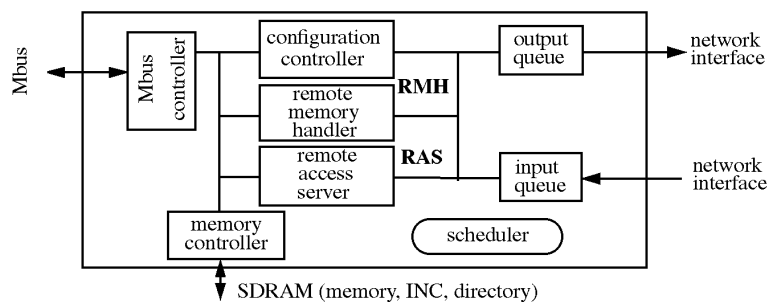 Mbus
Mbus
controller
configuration
controller
RMH
remote
memory
handler
RAS
remote
access
server
memory
controller
output
queue
network
interface
input
queue
network
interface
scheduler
SDRAM (memory, INC, directory)